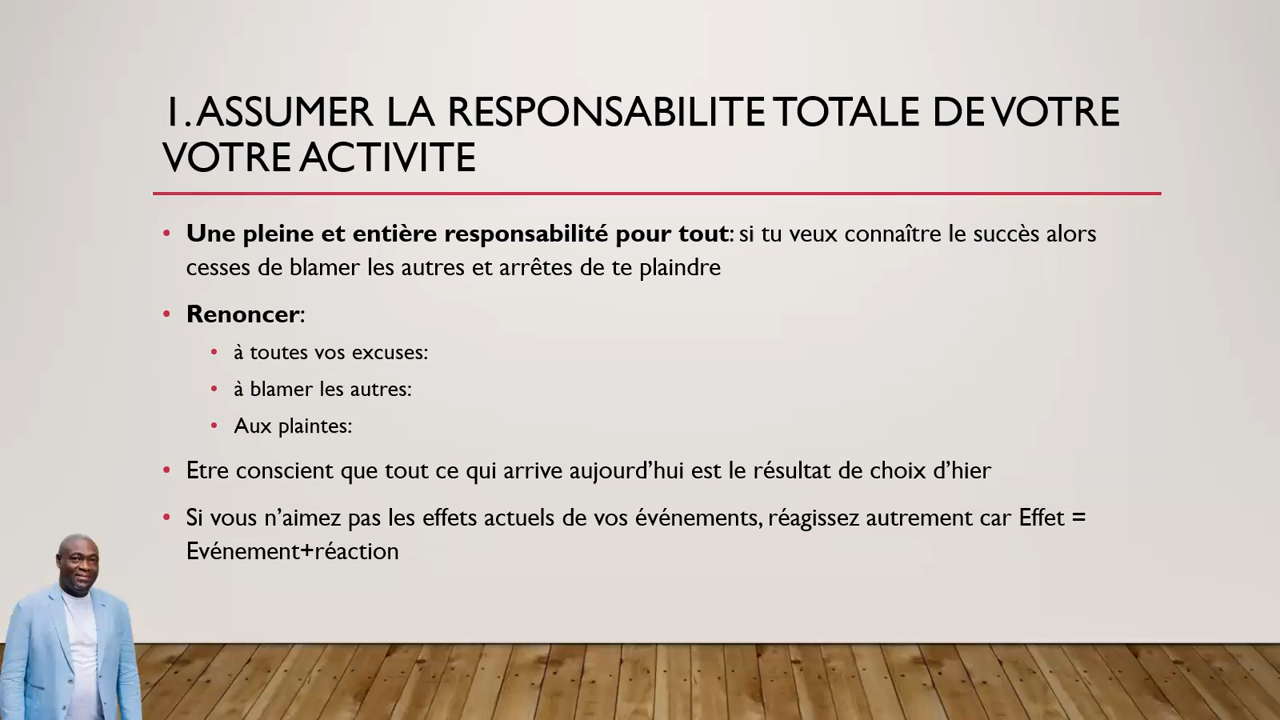 1. ASSUMER LA RESPONSABILITE TOTALE DE VOTRE
VOTRE ACTIVITE
• Une pleine et entière responsabilité pour tout: si tu veux connaître le succès alors
cesses de blamer les autres et arrêtes de te plaindre
• Renoncer:
• à toutes vos excuses:
• à blamer les autres:
• Aux plaintes:
• Etre conscient que tout ce qui arrive aujourd’hui est le résultat de choix d’hier
• Si vous n’aimez pas les effets actuels de vos événements, réagissez autrement car Effet =
Evénement+réaction